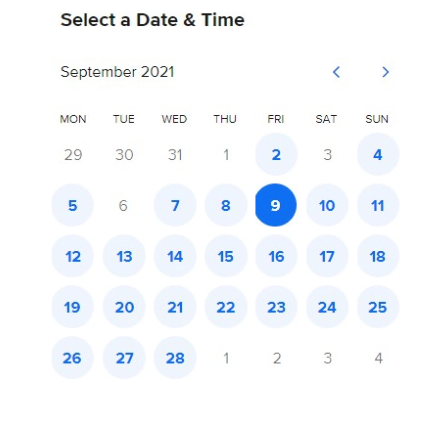 Select a Date & Time
September 2021
MON TUE WED THU FRI SAT SUN
29 30 31 1 2 3 4
5 6 7 8 9 10 11
12 13 14 15 16 17 18
19 20 21 22 23 24 25
26 27 28 1 2 3 4